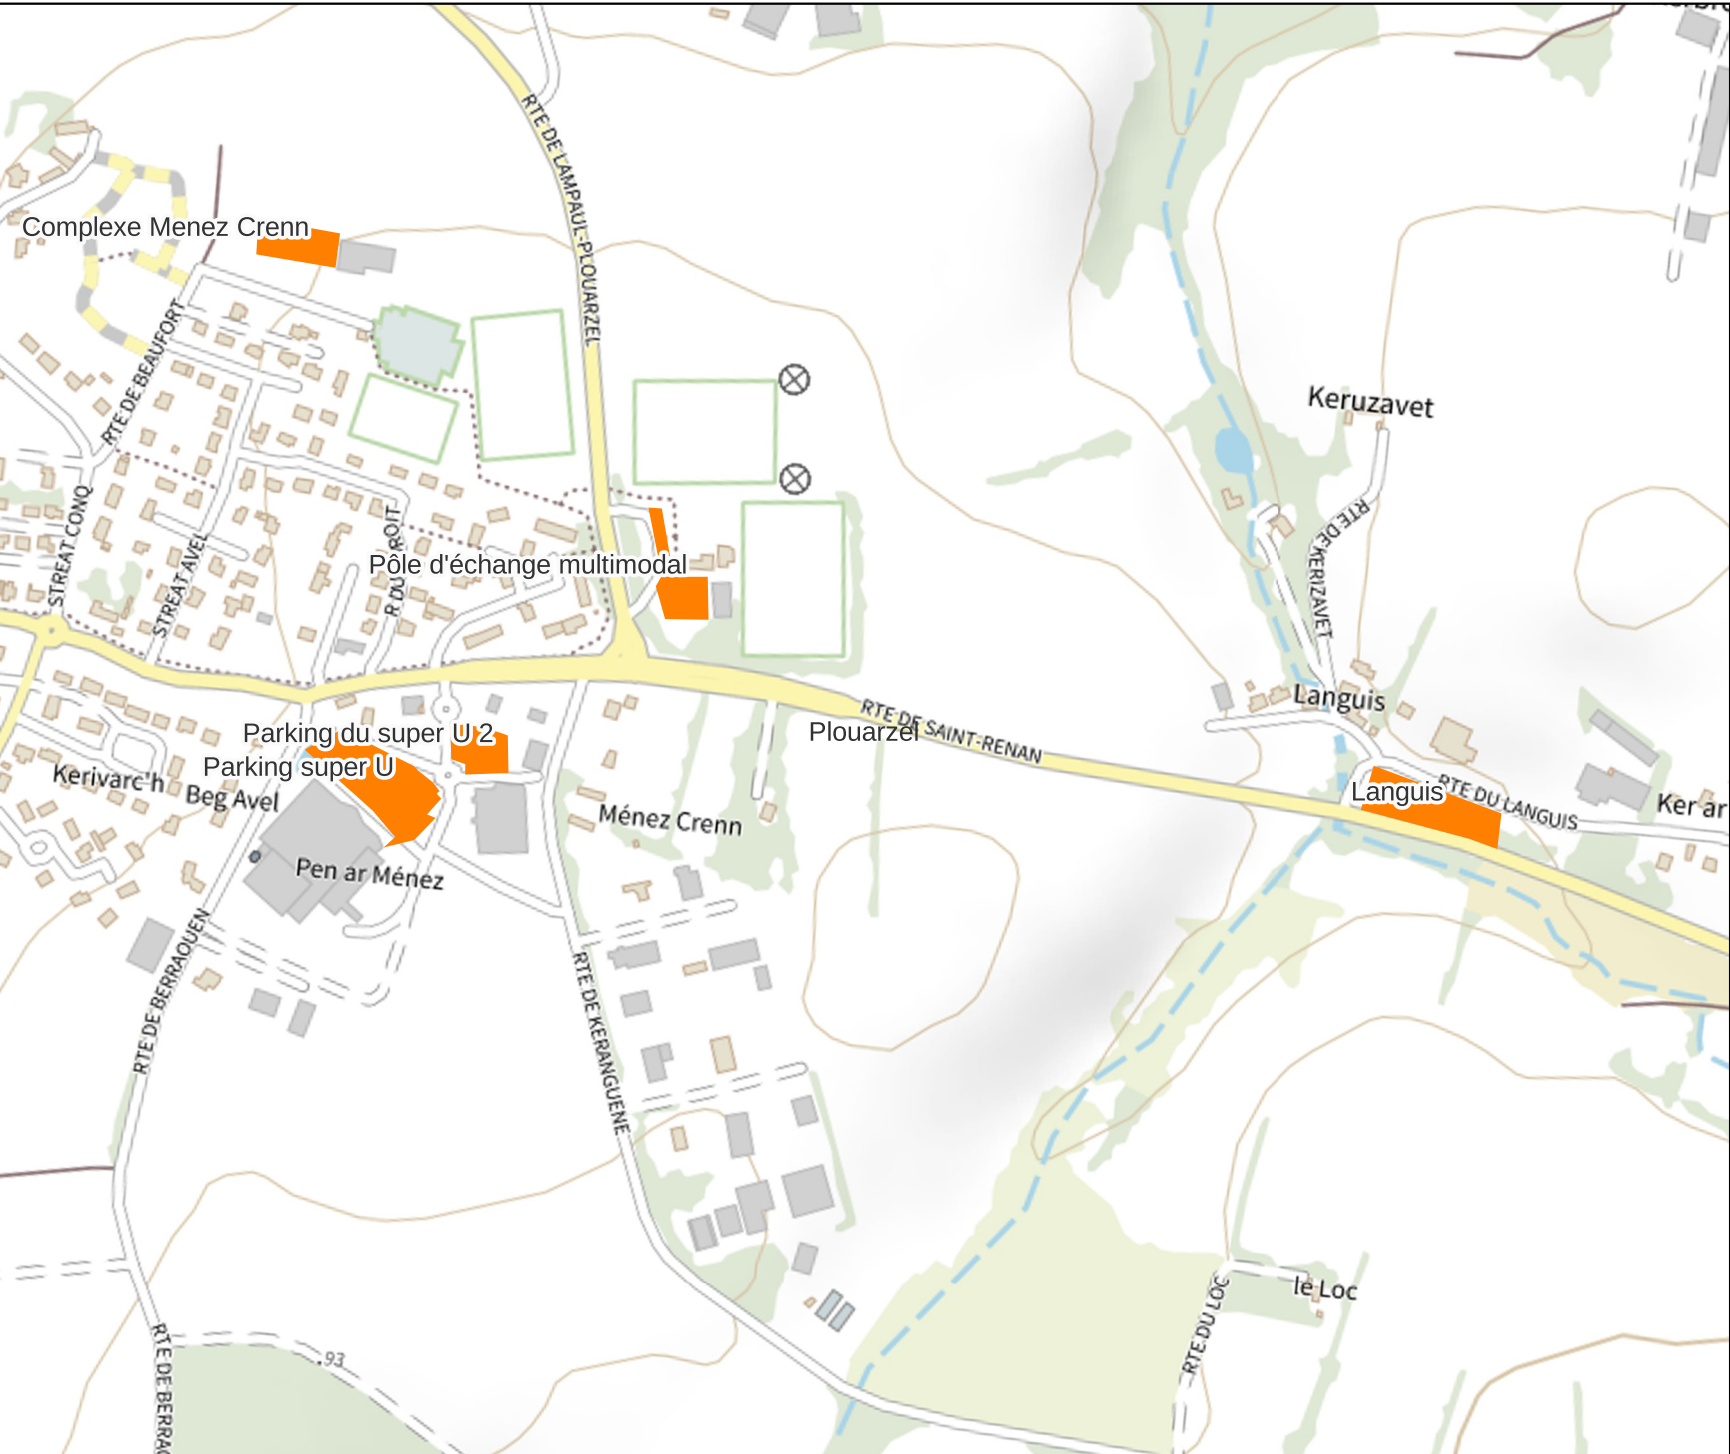 RTE DE LAMPAUL-PLOUARZEL
Complexe Menez Crenn
RTE DE BEAUFORT
Keruzavet
STREAT CONQ
STREAT AVEL
RTE DE KERIZAVET
Pôle d'échange multimodal
Languis
RTE DE SAINT-RENAN
Plouarzel
Parking du super U 2
Parking super U
Kerivarc'h
Beg Avel
Ménez Crenn
Languis
RTE DU LANGUIS
Ker ar
Pen ar Ménez
RTE DE BERRAOUEN
RTE DE KERANGUENE
le Loc
RTE DU LOC
93
RTE DE BERRAO